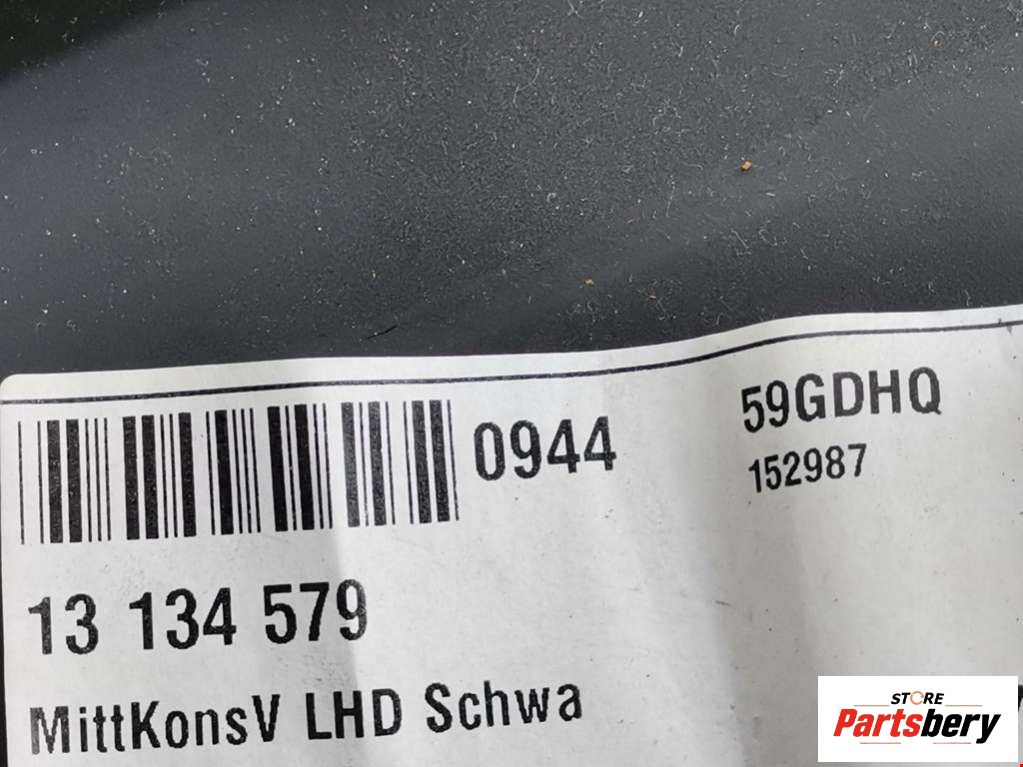 0944
59GDHQ
152987
13 134 579
MittKonsV LHD Schwa
STORE
Partsbery